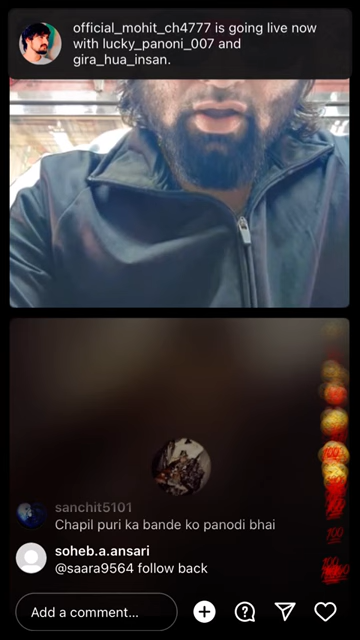 official_mohit_ch4777 is going live now
with lucky_panoni_007 and
gira_hua_insan.
sanchit5101
Chapil puri ka bande ko panodi bhai
soheb.a.ansari
@saara9564 follow back
Add a comment...